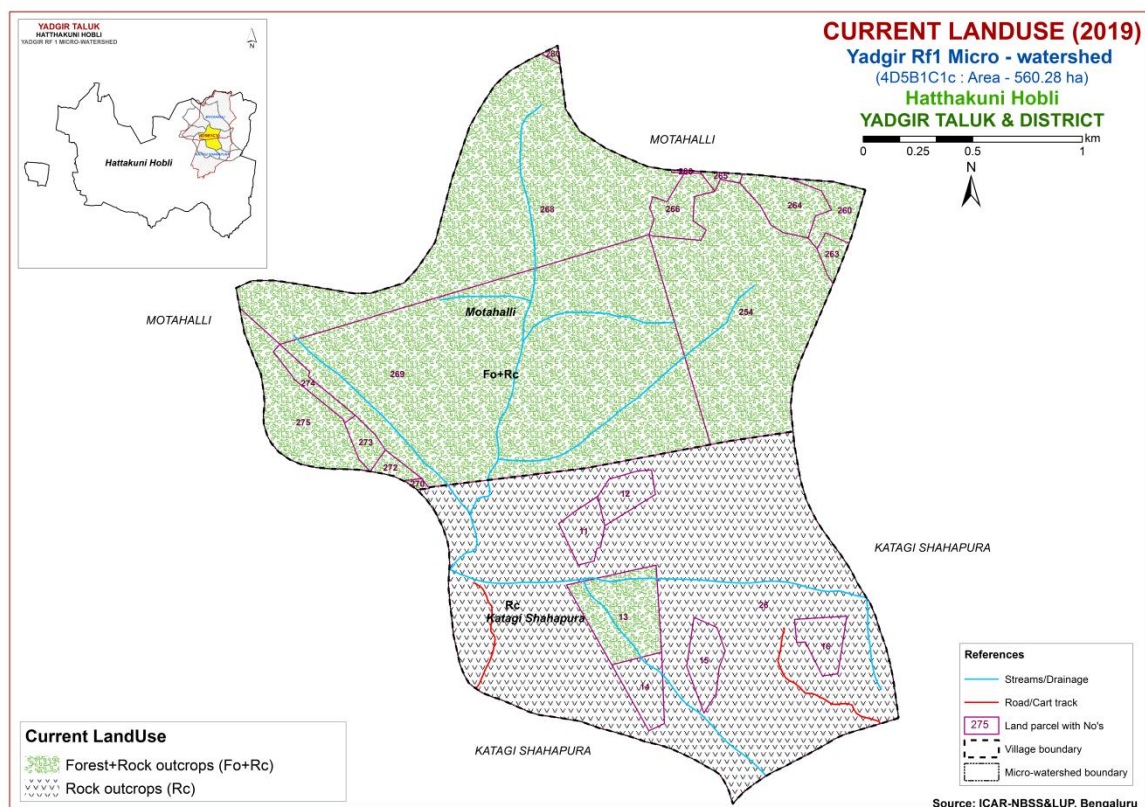 YADGIR TALUK
HATTHAKUNI HOBLI
YADGIR RF 1 MICRO-WATERSHED
N
Hattakuni Hobli
CURRENT LANDUSE (2019)
Yadgir Rf1 Micro - watershed
(4D5B1C1c : Area - 560.28 ha)
Hatthakuni Hobli
YADGIR TALUK & DISTRICT
km
0 0.25 0.5 1
N
MOTAHALLI
265
268
266
264
260
263
MOTAHALLI
Motahalli
254
269
Fo+Rc
274
275
273
272
270
12
11
KATAGI SHAHAPURA
Rc
26
Katagi Shahapura
13
16
15
14
KATAGI SHAHAPURA
References
Streams/Drainage
Road/Cart track
275 Land parcel with No's
Village boundary
Micro-watershed boundary
Current LandUse
Forest+Rock outcrops (Fo+Rc)
Rock outcrops (Rc)
Source: ICAR-NBSS&LUP, Bengaluru